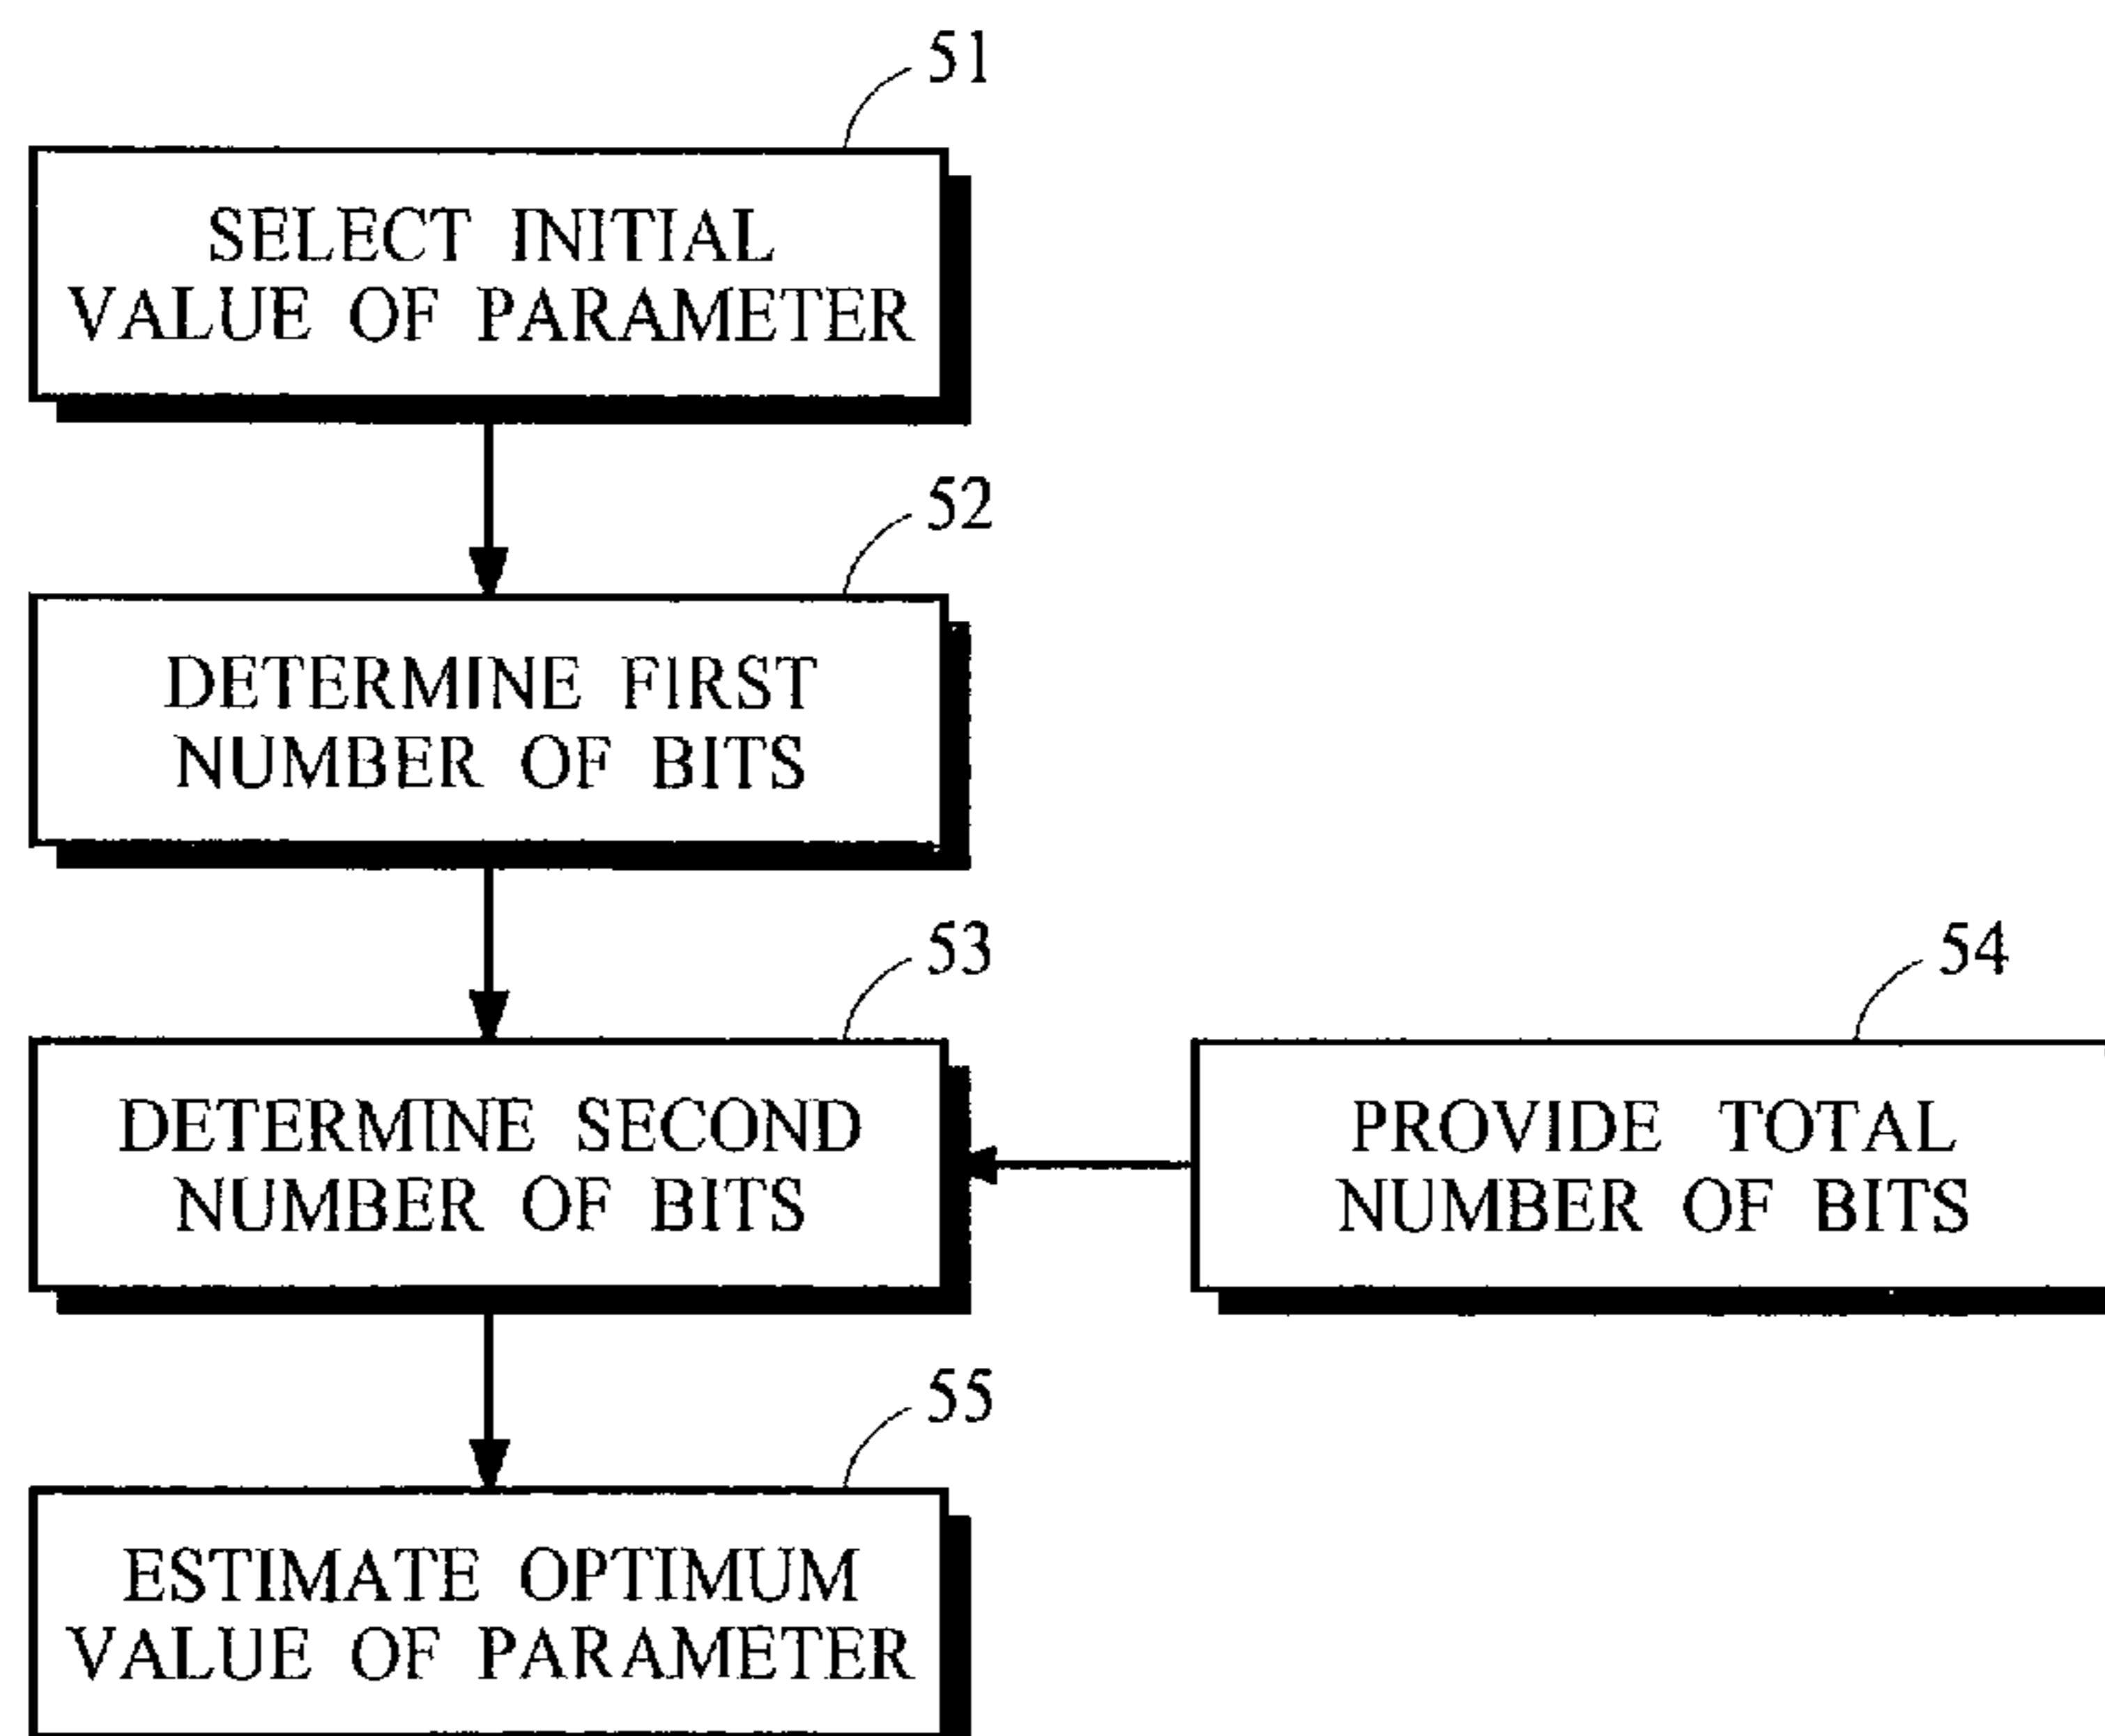 51
SELECT INITIAL
VALUE OF PARAMETER
52
DETERMINE FIRST
NUMBER OF BITS
53
DETERMINE SECOND
NUMBER OF BITS
54
PROVIDE TOTAL
NUMBER OF BITS
55
ESTIMATE OPTIMUM
VALUE OF PARAMETER